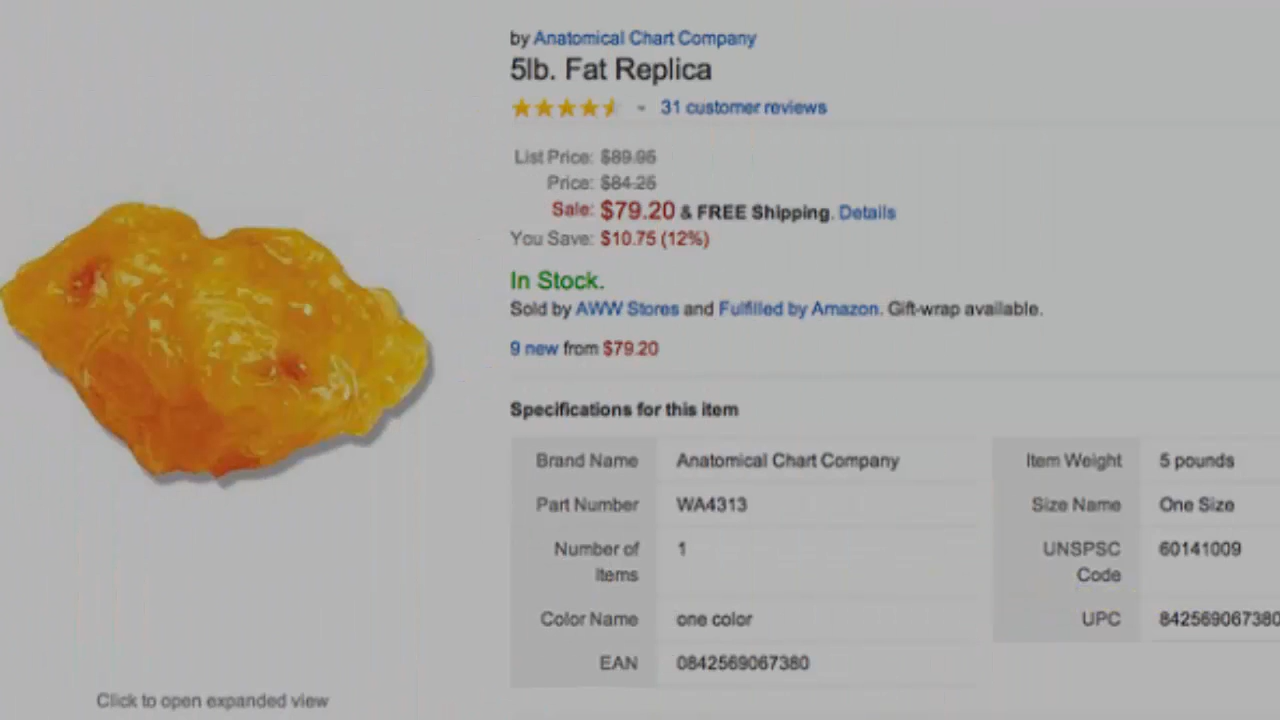 by Anatomical Chart Company
5lb. Fat Replica
31 customer reviews
List Price: $89.95
Price: $84.25
Sale: $79.20 & FREE Shipping. Details
You Save: $10.75 (12%)
In Stock.
Sold by AWW Stores and Fulfilled by Amazon. Gift-wrap available.
9 new from $79.20
Specifications for this item
Brand Name Anatomical Chart Company
Part Number WA4313
Number of
Items 1
Color Name one color
EAN 0842569067380
Item Weight 5 pounds
Size Name One Size
UNSPSC
Code 60141009
UPC 842569067380
Click to open expanded view